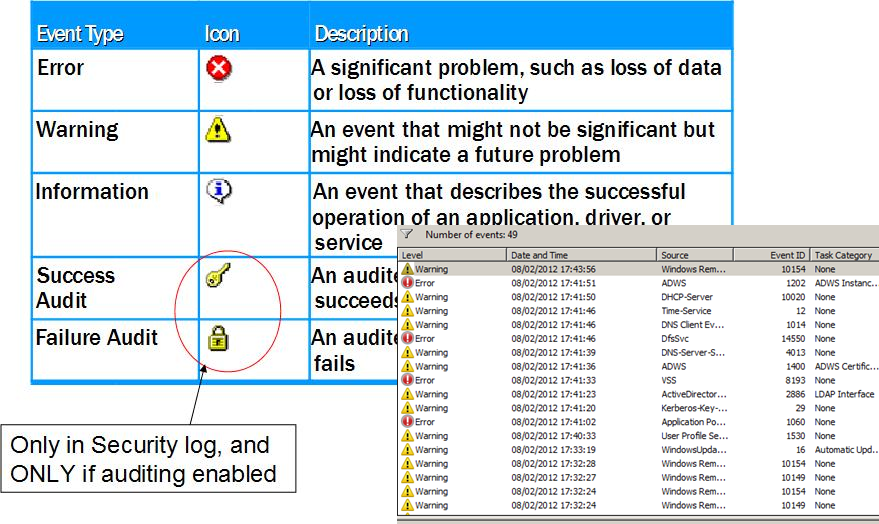 Event Type Icon Description
Error A significant problem, such as loss of data
or loss of functionality
Warning An event that might not be significant but
might indicate a future problem
Information An event that describes the successful
operation of an application, driver, or
service
Success
Audit
An audite
succeeds
Failure Audit An audite
fails
Only in Security log, and
ONLY if auditing enabled
Number of events: 49
Level Date and Time Source Event ID Task Category
Warning 08/02/2012 17:43:56 Windows Rem... 10154 None
Error 08/02/2012 17:41:51 ADWS 1202 ADWS Instanc...
Warning 08/02/2012 17:41:50 DHCP-Server 10020 None
Warning 08/02/2012 17:41:46 Time-Service 12 None
Warning 08/02/2012 17:41:46 DNS Client Ev... 1014 None
Error 08/02/2012 17:41:46 DfsSvc 14550 None
Warning 08/02/2012 17:41:39 DNS-Server-S... 4013 None
Warning 08/02/2012 17:41:36 ADWS 1400 ADWS Certific...
Error 08/02/2012 17:41:33 VSS 8193 None
Warning 08/02/2012 17:41:23 ActiveDirector... 2886 LDAP Interface
Warning 08/02/2012 17:41:20 Kerberos-Key-... 29 None
Error 08/02/2012 17:41:02 Application Po... 1060 None
Warning 08/02/2012 17:40:33 User Profile Se... 1530 None
Warning 08/02/2012 17:33:19 WindowsUpda... 16 Automatic Upd...
Warning 08/02/2012 17:32:28 Windows Rem... 10154 None
Warning 08/02/2012 17:32:27 Windows Rem... 10149 None
Warning 08/02/2012 17:32:24 Windows Rem... 10154 None
Warning 08/02/2012 17:32:24 Windows Rem... 10149 None